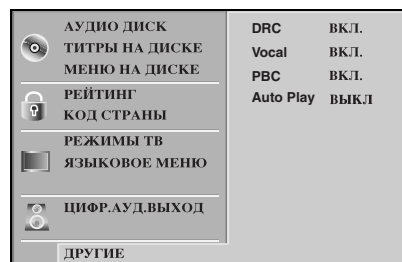 АУДИО ДИСК
ТИТРЫ НА ДИСКЕ
МЕНЮ НА ДИСКЕ
РЕЙТИНГ
КОД СТРАНЫ
РЕЖИМЫ ТВ
ЯЗЫКОВОЕ МЕНЮ
ЦИФР.АУД.ВЫХОД
ДРУГИЕ
DRC ВКЛ.
Vocal ВКЛ.
PBC ВКЛ.
Auto Play ВЫКЛ